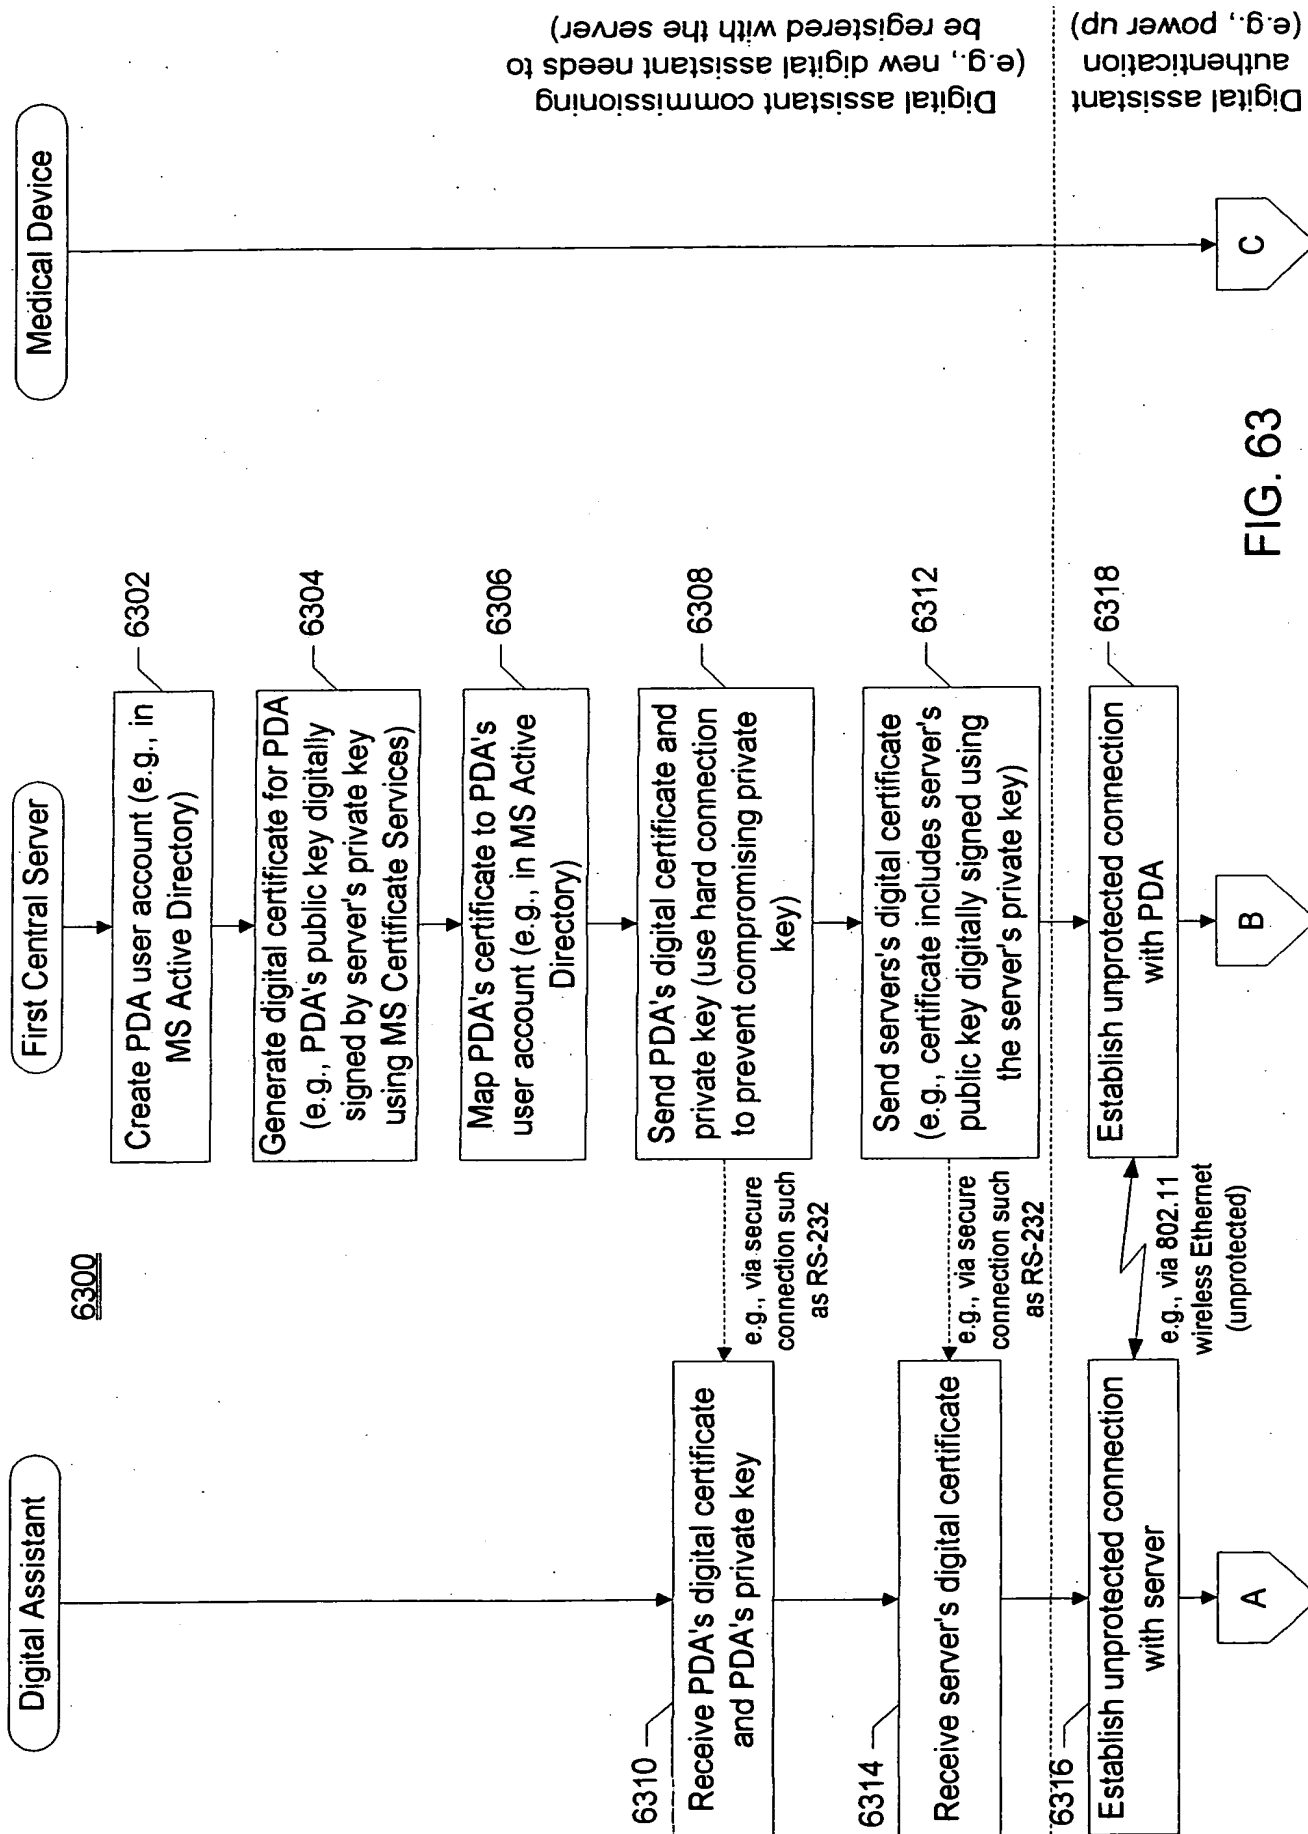 6300
Digital Assistant
First Central Server
Medical Device
Create PDA user account (e.g., in
MS Active Directory)
6302
Generate digital certificate for PDA
(e.g., PDA's public key digitally
signed by server's private key
using MS Certificate Services)
6304
Map PDA's certificate to PDA's
user account (e.g., in MS Active
Directory)
6306
Send PDA's digital certificate and
private key (use hard connection
to prevent compromising private
key)
6308
e.g., via secure
connection such
as RS-232
6310
Receive PDA's digital certificate
and PDA's private key
Send servers's digital certificate
(e.g., certificate includes server's
public key digitally signed using
the server's private key)
6312
e.g., via secure
connection such
as RS-232
6314
Receive server's digital certificate
Digital assistant commissioning
(e.g., new digital assistant needs to
be registered with the server)
6316
Establish unprotected connection
with server
e.g., via 802.11
wireless Ethernet
(unprotected)
Establish unprotected connection
with PDA
6318
Digital assistant
authentication
(e.g., power up)
A
B
C
FIG. 63